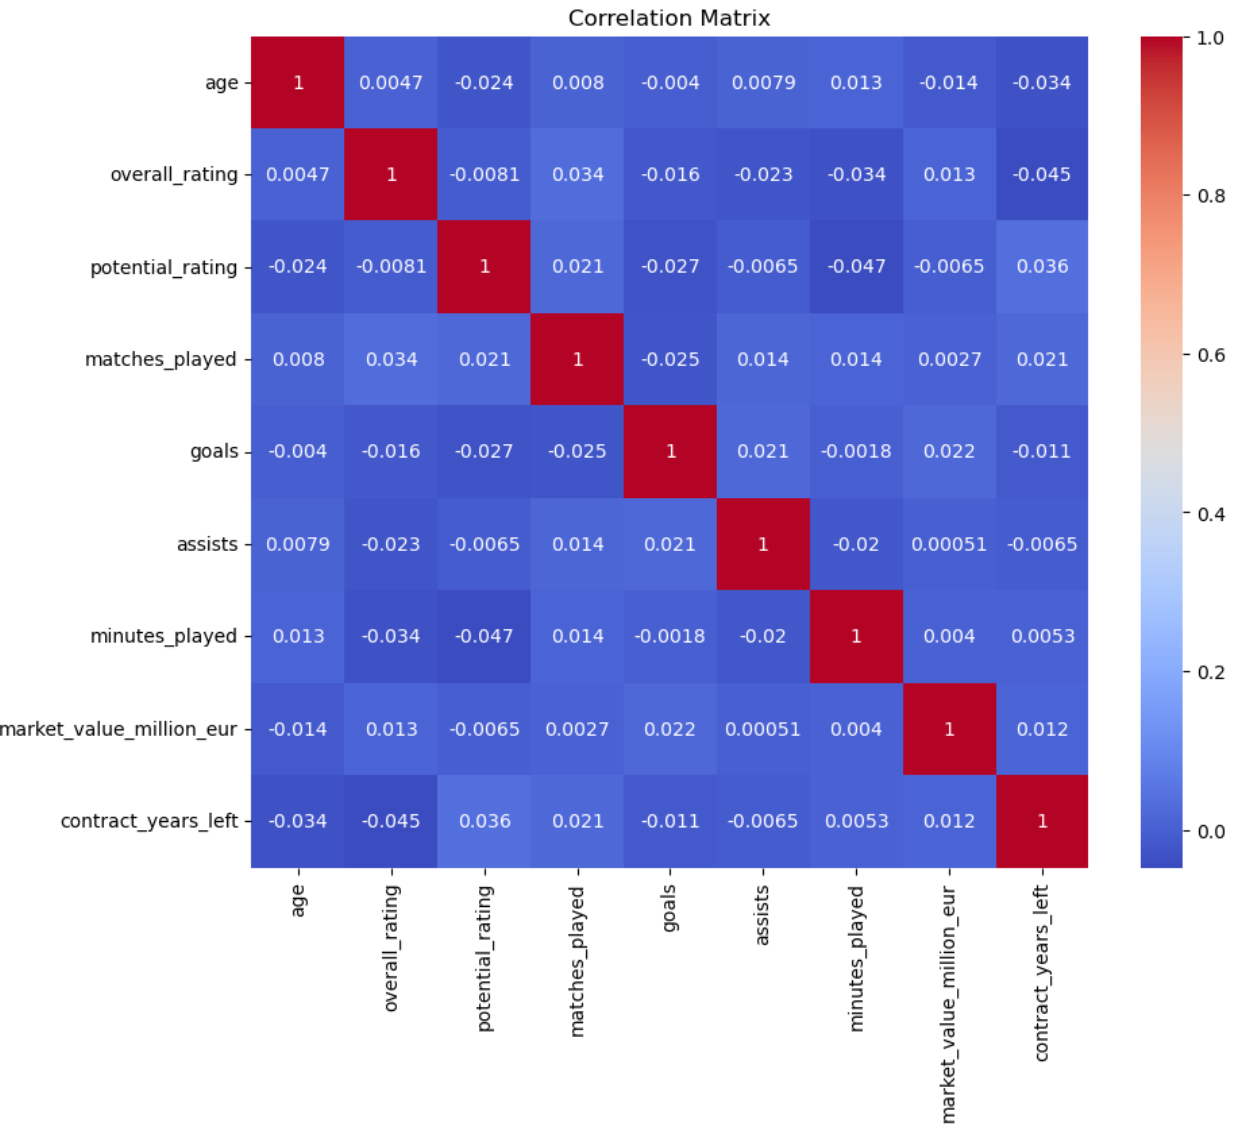 Correlation Matrix
age 1 0.0047 -0.024 0.008 -0.004 0.0079 0.013 -0.014 -0.034
overall_rating 0.0047 1 -0.0081 0.034 -0.016 -0.023 -0.034 0.013 -0.045
potential_rating -0.024 -0.0081 1 0.021 -0.027 -0.0065 -0.047 -0.0065 0.036
matches_played 0.008 0.034 0.021 1 -0.025 0.014 0.014 0.0027 0.021
goals -0.004 -0.016 -0.027 -0.025 1 0.021 -0.0018 0.022 -0.011
assists 0.0079 -0.023 -0.0065 0.014 0.021 1 -0.02 0.00051 -0.0065
minutes_played 0.013 -0.034 -0.047 0.014 -0.0018 -0.02 1 0.004 0.0053
market_value_million_eur -0.014 0.013 -0.0065 0.0027 0.022 0.00051 0.004 1 0.012
contract_years_left -0.034 -0.045 0.036 0.021 -0.011 -0.0065 0.0053 0.012 1
age
overall_rating
potential_rating
matches_played
goals
assists
minutes_played
market_value_million_eur
contract_years_left
1.0
0.8
0.6
0.4
0.2
0.0